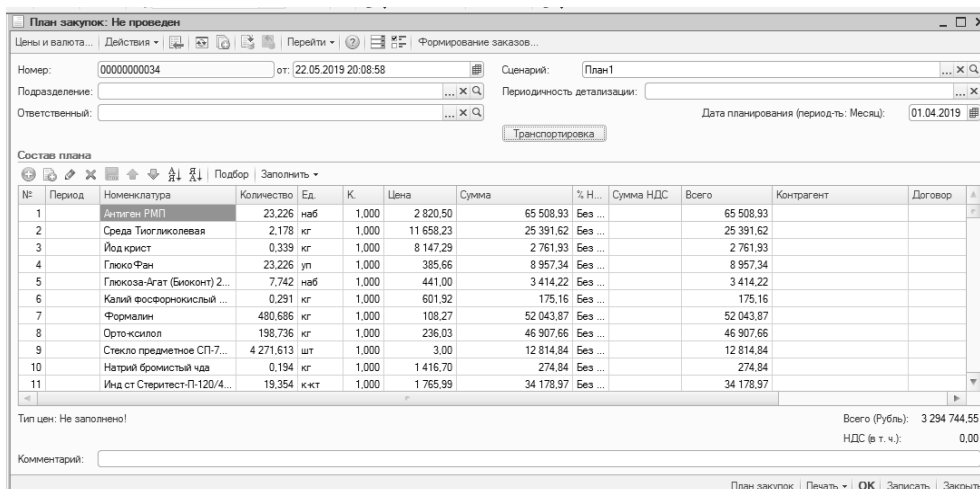 План закупок: Не проведен
Цены и валюта... Действия Перейти Формирование заказов...
Номер: 00000000034 от: 22.05.2019 20:08:58 Сценарий: План1
Подразделение: Периодичность детализации:
Ответственный: Дата планирования (период-ть: Месяц): 01.04.2019
Транспортировка
Состав плана
Подбор Заполнить
№ Период Номенклатура Количество Ед. К. Цена Сумма % Н... Сумма НДС Всего Контрагент Договор
1 Антиген РМП 23,226 наб 1,000 2 820,50 65 508,93 Без ... 65 508,93
2 Среда Тиогликолевая 2,178 кг 1,000 11 658,23 25 391,62 Без ... 25 391,62
3 Йод крист 0,339 кг 1,000 8 147,29 2 761,93 Без ... 2 761,93
4 ГлюкоФан 23,226 уп 1,000 385,66 8 957,34 Без ... 8 957,34
5 Глюкоза-Агат (Биоконт) 2... 7,742 наб 1,000 441,00 3 414,22 Без ... 3 414,22
6 Калий фосфорнокислый ... 0,291 кг 1,000 601,92 175,16 Без ... 175,16
7 Формалин 480,686 кг 1,000 108,27 52 043,87 Без ... 52 043,87
8 Орто-ксилол 198,736 кг 1,000 236,03 46 907,66 Без ... 46 907,66
9 Стекло предметное СП-7... 4 271,613 шт 1,000 3,00 12 814,84 Без ... 12 814,84
10 Натрий бромистый чда 0,194 кг 1,000 1 416,70 274,84 Без ... 274,84
11 Инд ст Стеритест-П-120/4... 19,354 к-кт 1,000 1 765,99 34 178,97 Без ... 34 178,97
Тип цен: Не заполнено! Всего (Рубль): 3 294 744,55
НДС (в т. ч.): 0,00
Комментарий:
План закупок Печать OK Записать Закрыть